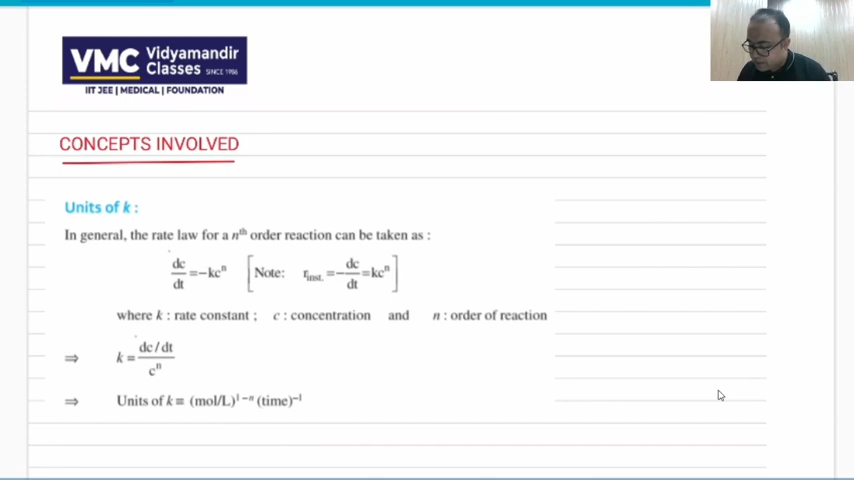 VMC Vidyamandir Classes SINCE 1986
IIT JEE | MEDICAL | FOUNDATION
CONCEPTS INVOLVED
Units of k :
In general, the rate law for a nᵗʰ order reaction can be taken as :
dc/dt = –kcⁿ [Note: r_inst. = –dc/dt = kcⁿ]
where k : rate constant ; c : concentration and n : order of reaction
⇒ k = dc/dt / cⁿ
⇒ Units of k ≡ (mol/L)¹⁻ⁿ (time)⁻¹